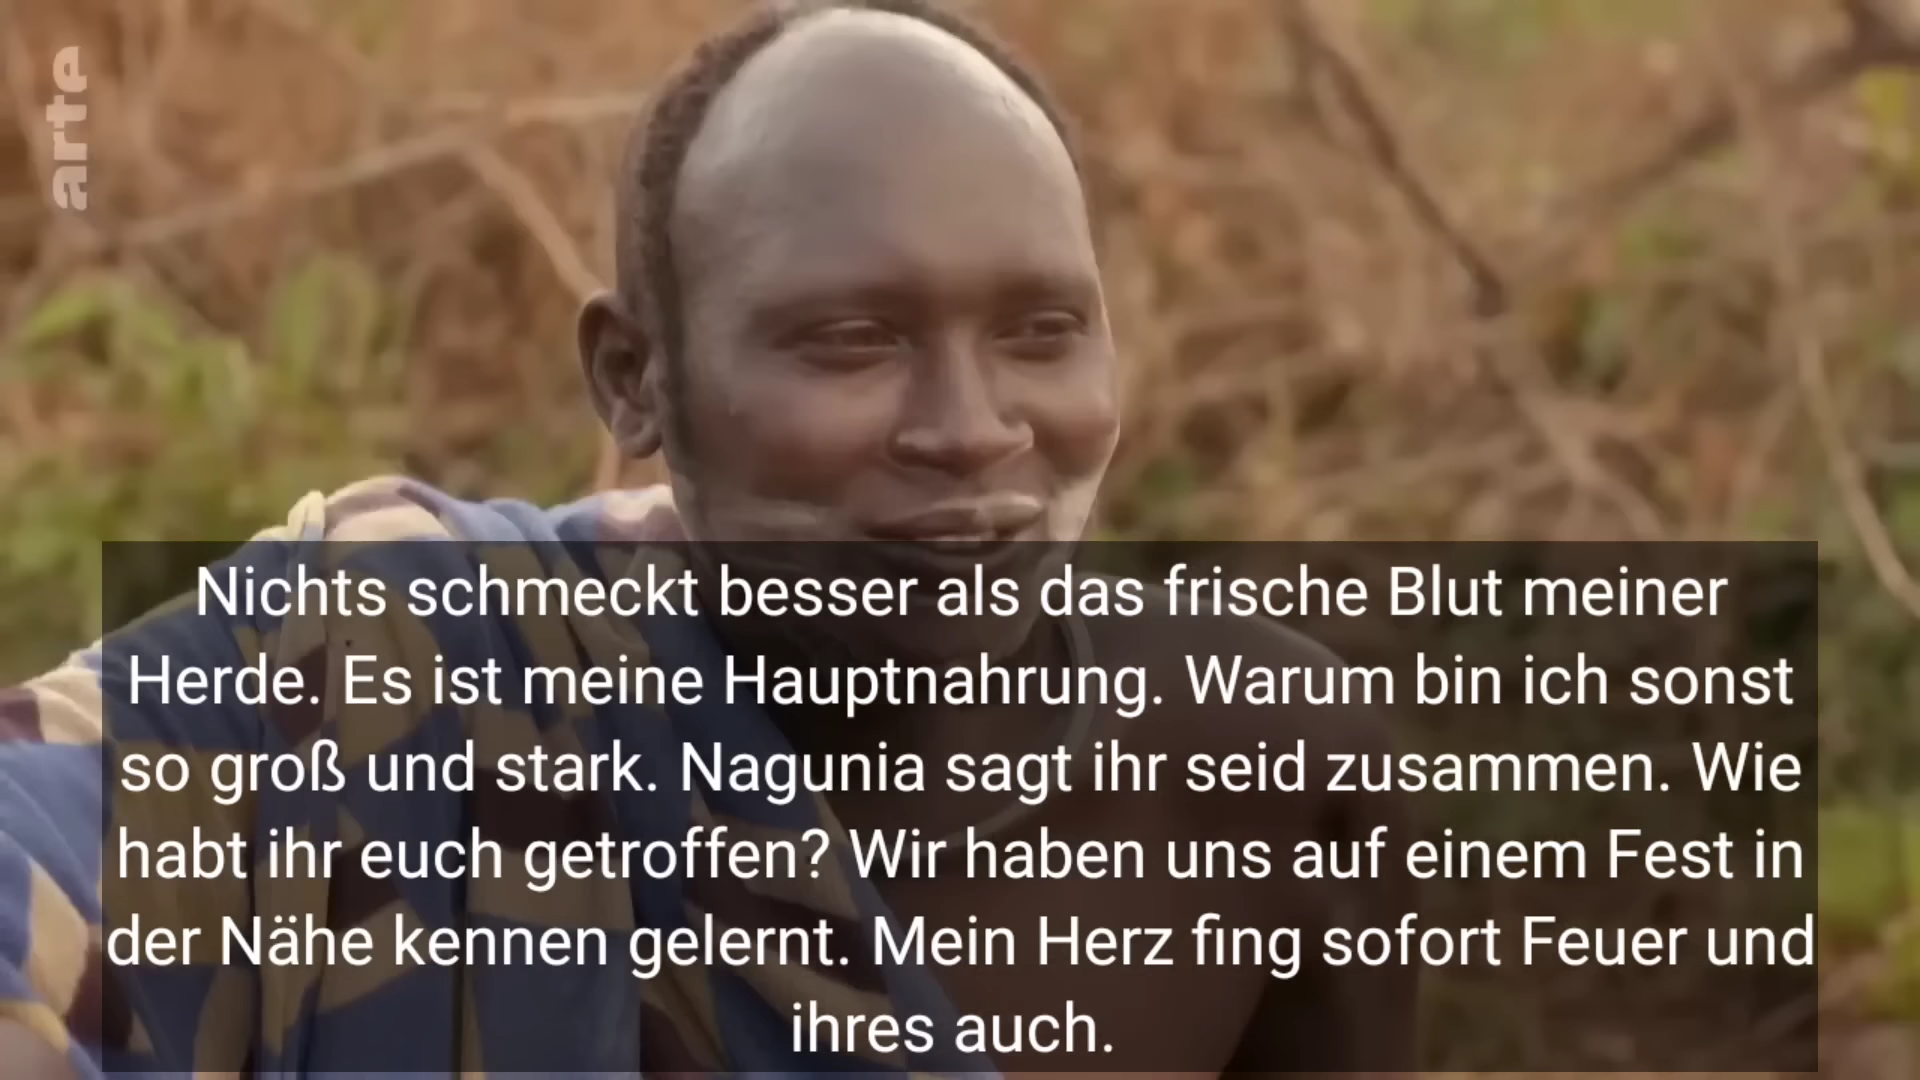 arte
Nichts schmeckt besser als das frische Blut meiner
Herde. Es ist meine Hauptnahrung. Warum bin ich sonst
so groß und stark. Nagunia sagt ihr seid zusammen. Wie
habt ihr euch getroffen? Wir haben uns auf einem Fest in
der Nähe kennen gelernt. Mein Herz fing sofort Feuer und
ihres auch.